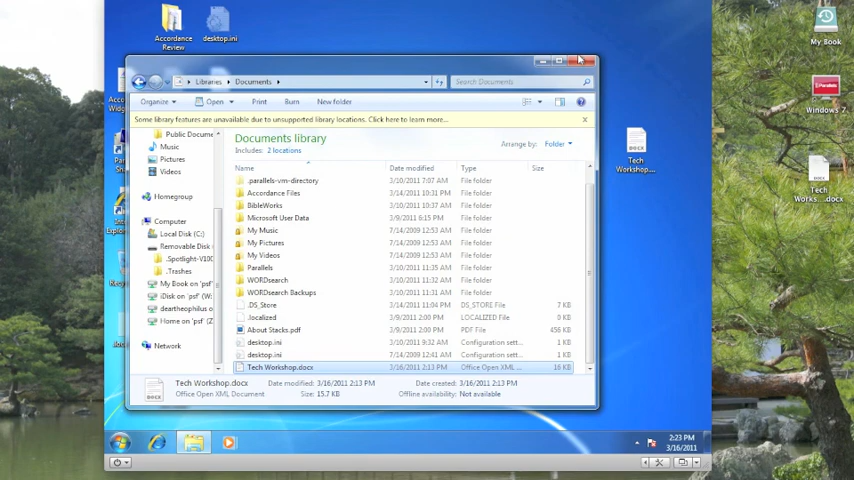 Accordance
Review
desktop.ini
My Book
Windows 7
Tech
Workshop....
Tech
Works...docx
Libraries
Documents
Search Documents
Organize
Open
Print
Burn
New folder
Some library features are unavailable due to unsupported library locations. Click here to learn more...
Documents library
Includes: 2 locations
Arrange by: Folder
Name Date modified Type Size
Public Docume
Music
Pictures
Videos
Homegroup
Computer
Local Disk (C:)
Removable Disk
.Spotlight-V100
.Trashes
My Book on 'psf'
iDisk on 'psf' (W:
deartheophilus o
Home on 'psf' (Z
Network
.parallels-vm-directory 3/10/2011 7:07 AM File folder
Accordance Files 3/14/2011 10:31 PM File folder
BibleWorks 3/10/2011 10:37 AM File folder
Microsoft User Data 3/9/2011 6:15 PM File folder
My Music 7/14/2009 12:53 AM File folder
My Pictures 7/14/2009 12:53 AM File folder
My Videos 7/14/2009 12:53 AM File folder
Parallels 3/10/2011 11:35 AM File folder
WORDsearch 3/10/2011 11:32 AM File folder
WORDsearch Backups 3/10/2011 11:31 AM File folder
.DS_Store 3/14/2011 11:04 PM DS_STORE File 7 KB
.localized 3/9/2011 2:00 PM LOCALIZED File 0 KB
About Stacks.pdf 3/9/2011 2:00 PM PDF File 456 KB
desktop.ini 3/10/2011 9:32 AM Configuration sett... 1 KB
desktop.ini 7/14/2009 12:41 AM Configuration sett... 1 KB
Tech Workshop.docx 3/16/2011 2:13 PM Office Open XML ... 16 KB
Tech Workshop.docx Date modified: 3/16/2011 2:13 PM Date created: 3/16/2011 2:13 PM
Office Open XML Document Size: 15.7 KB Offline availability: Not available
2:23 PM
3/16/2011